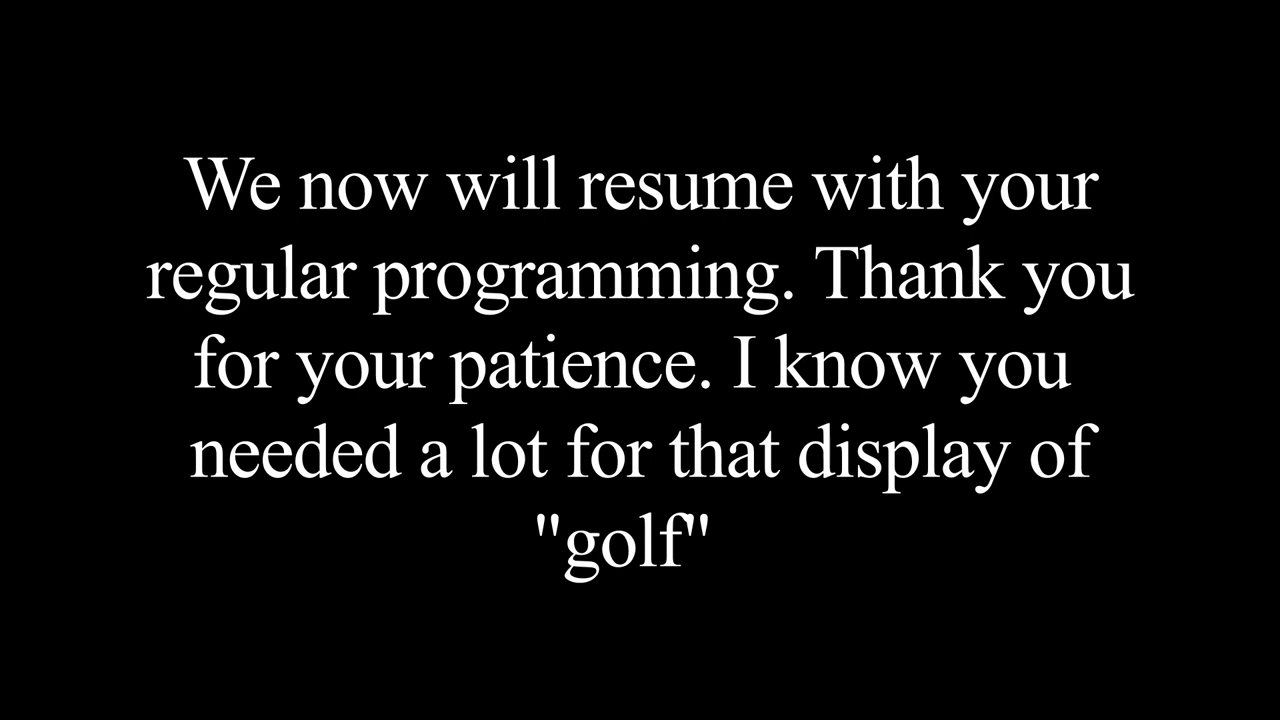 We now will resume with your
regular programming. Thank you
for your patience. I know you
needed a lot for that display of
"golf"